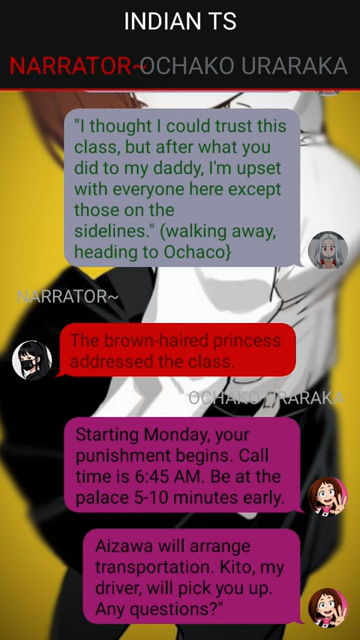 INDIAN TS
NARRATOR~
OCHAKO URARAKA
"I thought I could trust this
class, but after what you
did to my daddy, I'm upset
with everyone here except
those on the
sidelines." (walking away,
heading to Ochaco}
NARRATOR~
The brown-haired princess
addressed the class.
OCHAKO URARAKA
Starting Monday, your
punishment begins. Call
time is 6:45 AM. Be at the
palace 5-10 minutes early.
Aizawa will arrange
transportation. Kito, my
driver, will pick you up.
Any questions?"